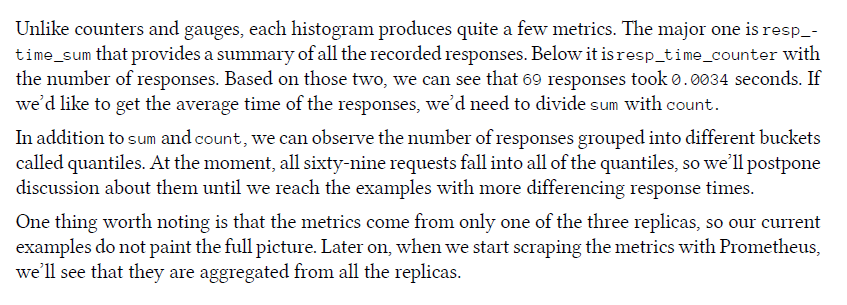 Unlike counters and gauges, each histogram produces quite a few metrics. The major one is resp_-
time_sum that provides a summary of all the recorded responses. Below it is resp_time_counter with
the number of responses. Based on those two, we can see that 69 responses took 0.0034 seconds. If
we’d like to get the average time of the responses, we’d need to divide sum with count.
In addition to sum and count, we can observe the number of responses grouped into different buckets
called quantiles. At the moment, all sixty-nine requests fall into all of the quantiles, so we’ll postpone
discussion about them until we reach the examples with more differencing response times.
One thing worth noting is that the metrics come from only one of the three replicas, so our current
examples do not paint the full picture. Later on, when we start scraping the metrics with Prometheus,
we’ll see that they are aggregated from all the replicas.